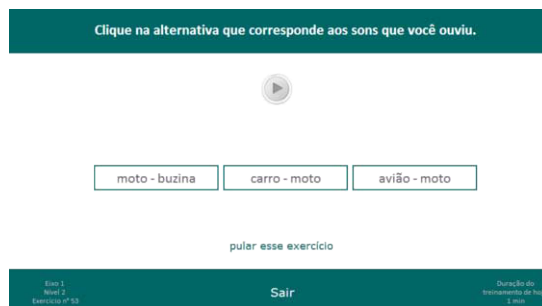 Clique na alternativa que corresponde aos sons que você ouviu.
moto - buzina
carro - moto
avião - moto
pular esse exercício
Eixo 1
Nível 2
Exercício nº 53
Sair
Duração do
treinamento de
1 min